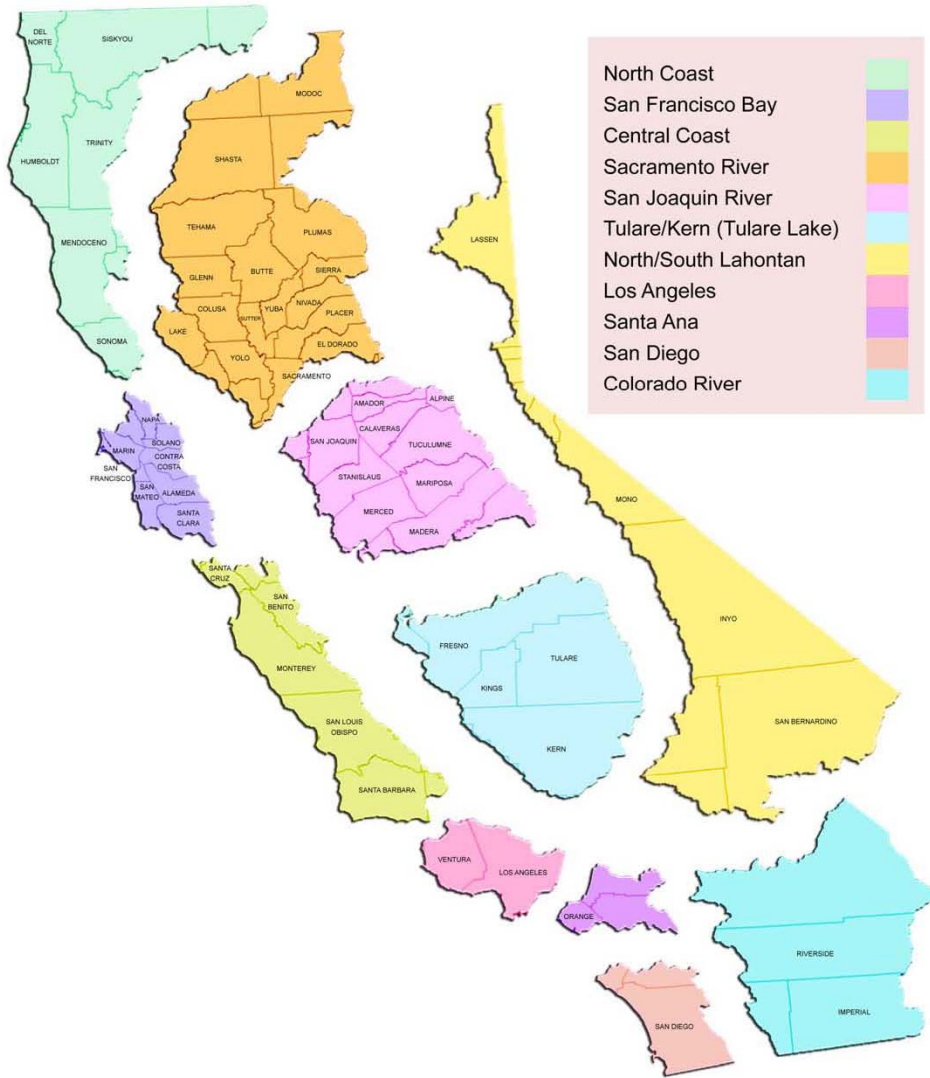 DEL
NORTE
SISKYOU
HUMBOLDT
TRINITY
MENDOCENO
SONOMA
MODOC
SHASTA
TEHAMA
PLUMAS
GLENN
BUTTE
SIERRA
COLUSA
SUTTER
YUBA
NIVADA
PLACER
LAKE
YOLO
EL DORADO
SACRAMENTO
North Coast
San Francisco Bay
Central Coast
Sacramento River
San Joaquin River
Tulare/Kern (Tulare Lake)
North/South Lahontan
Los Angeles
Santa Ana
San Diego
Colorado River
LASSEN
MONO
INYO
SAN BERNARDINO
NAPA
SOLANO
MARIN
CONTRA
COSTA
SAN
FRANCISCO
SAN
MATEO
ALAMEDA
SANTA
CLARA
AMADOR
ALPINE
CALAVERAS
SAN JOAQUIN
TUCULUMNE
STANISLAUS
MARIPOSA
MERCED
MADERA
SANTA
CRUZ
SAN
BENITO
MONTEREY
SAN LOUIS
OBISPO
SANTA BARBARA
FRESNO
TULARE
KINGS
KERN
VENTURA
LOS ANGELES
ORANGE
RIVERSIDE
IMPERIAL
SAN DIEGO